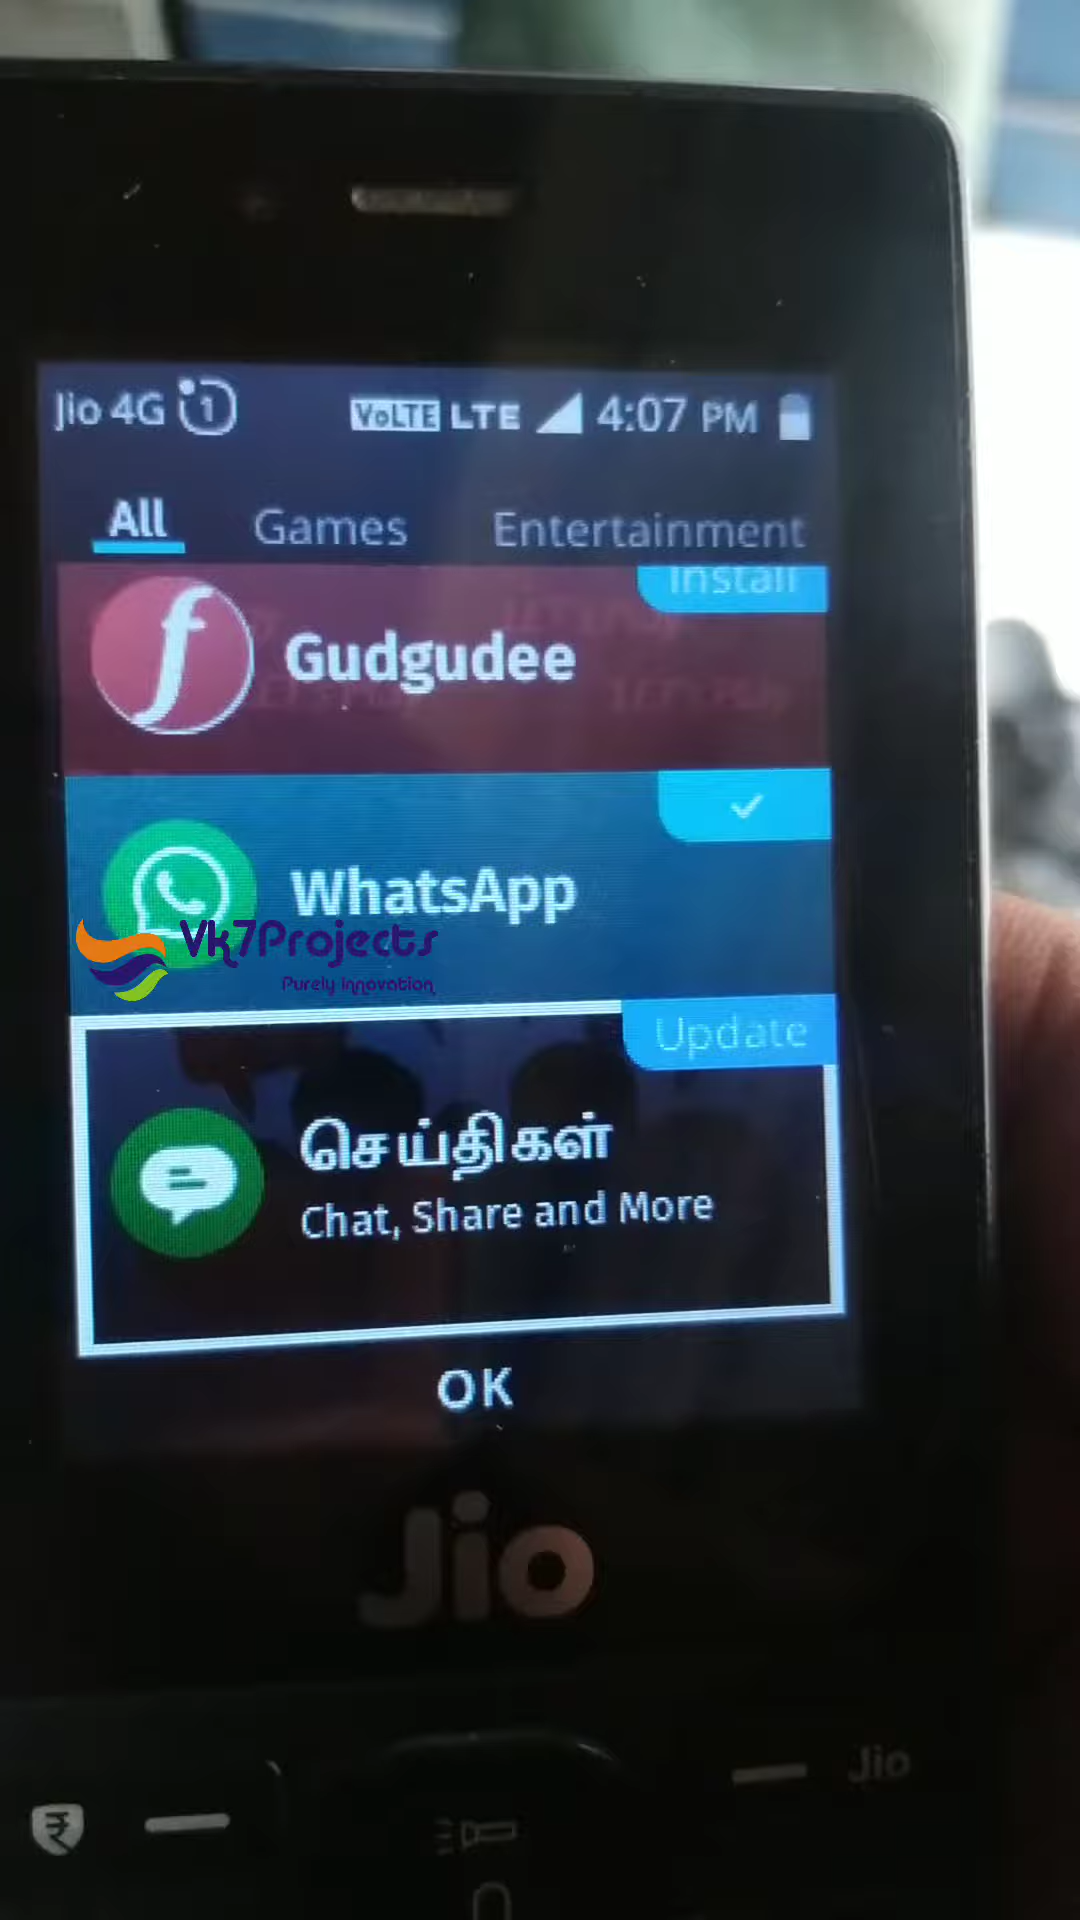 Jio 4G 1 VoLTE LTE 4:07 PM
All Games Entertainment
Install
Gudgudee
WhatsApp
Vk7Projects
Purely Innovation
Update
செய்திகள்
Chat, Share and More
OK
Jio
Jio
₹